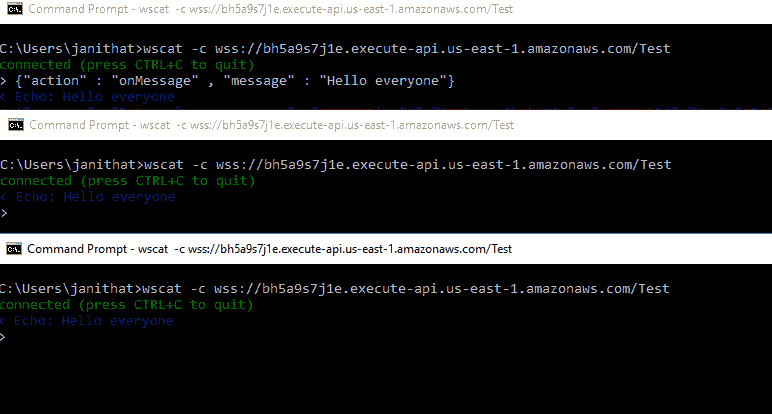 Command Prompt - wscat -c wss://bh5a9s7j1e.execute-api.us-east-1.amazonaws.com/Test
C:\Users\janithat>wscat -c wss://bh5a9s7j1e.execute-api.us-east-1.amazonaws.com/Test
connected (press CTRL+C to quit)
> {"action" : "onMessage" , "message" : "Hello everyone"}
< Echo: Hello everyone
Command Prompt - wscat -c wss://bh5a9s7j1e.execute-api.us-east-1.amazonaws.com/Test
C:\Users\janithat>wscat -c wss://bh5a9s7j1e.execute-api.us-east-1.amazonaws.com/Test
connected (press CTRL+C to quit)
< Echo: Hello everyone
>
Command Prompt - wscat -c wss://bh5a9s7j1e.execute-api.us-east-1.amazonaws.com/Test
C:\Users\janithat>wscat -c wss://bh5a9s7j1e.execute-api.us-east-1.amazonaws.com/Test
connected (press CTRL+C to quit)
< Echo: Hello everyone
>